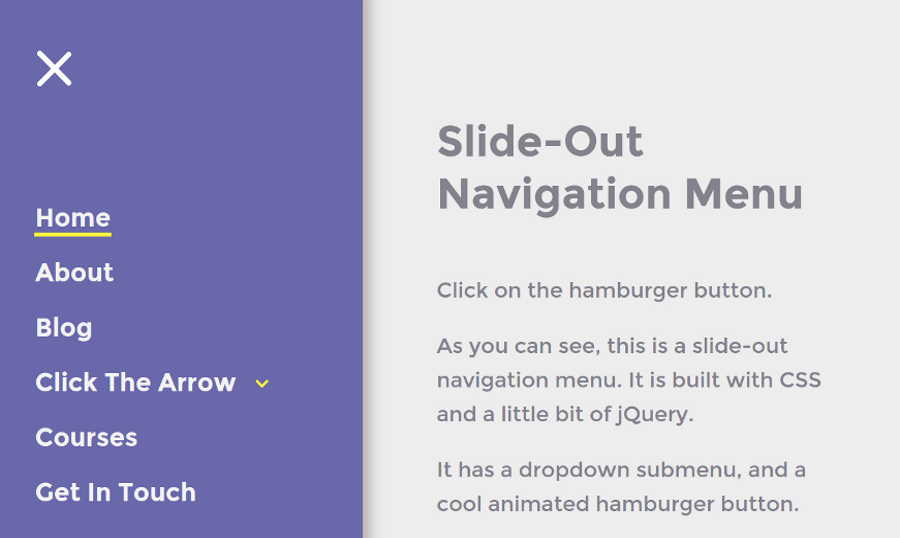 Home
About
Blog
Click The Arrow
Courses
Get In Touch
Slide-Out
Navigation Menu
Click on the hamburger button.
As you can see, this is a slide-out
navigation menu. It is built with CSS
and a little bit of jQuery.
It has a dropdown submenu, and a
cool animated hamburger button.